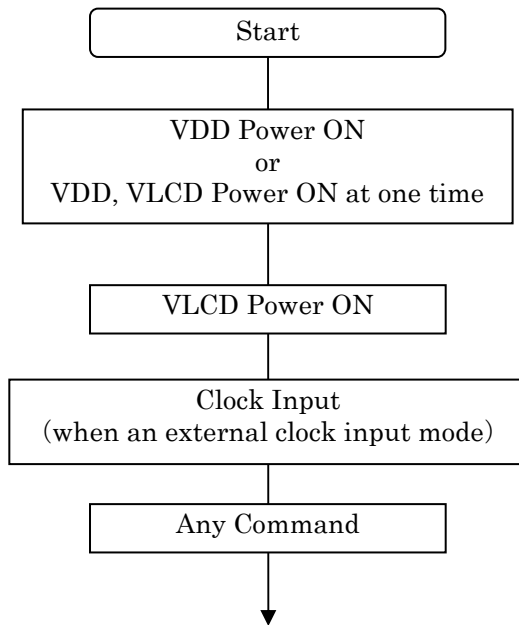 Start
VDD Power ON
or
VDD, VLCD Power ON at one time
VLCD Power ON
Clock Input
(when an external clock input mode)
Any Command